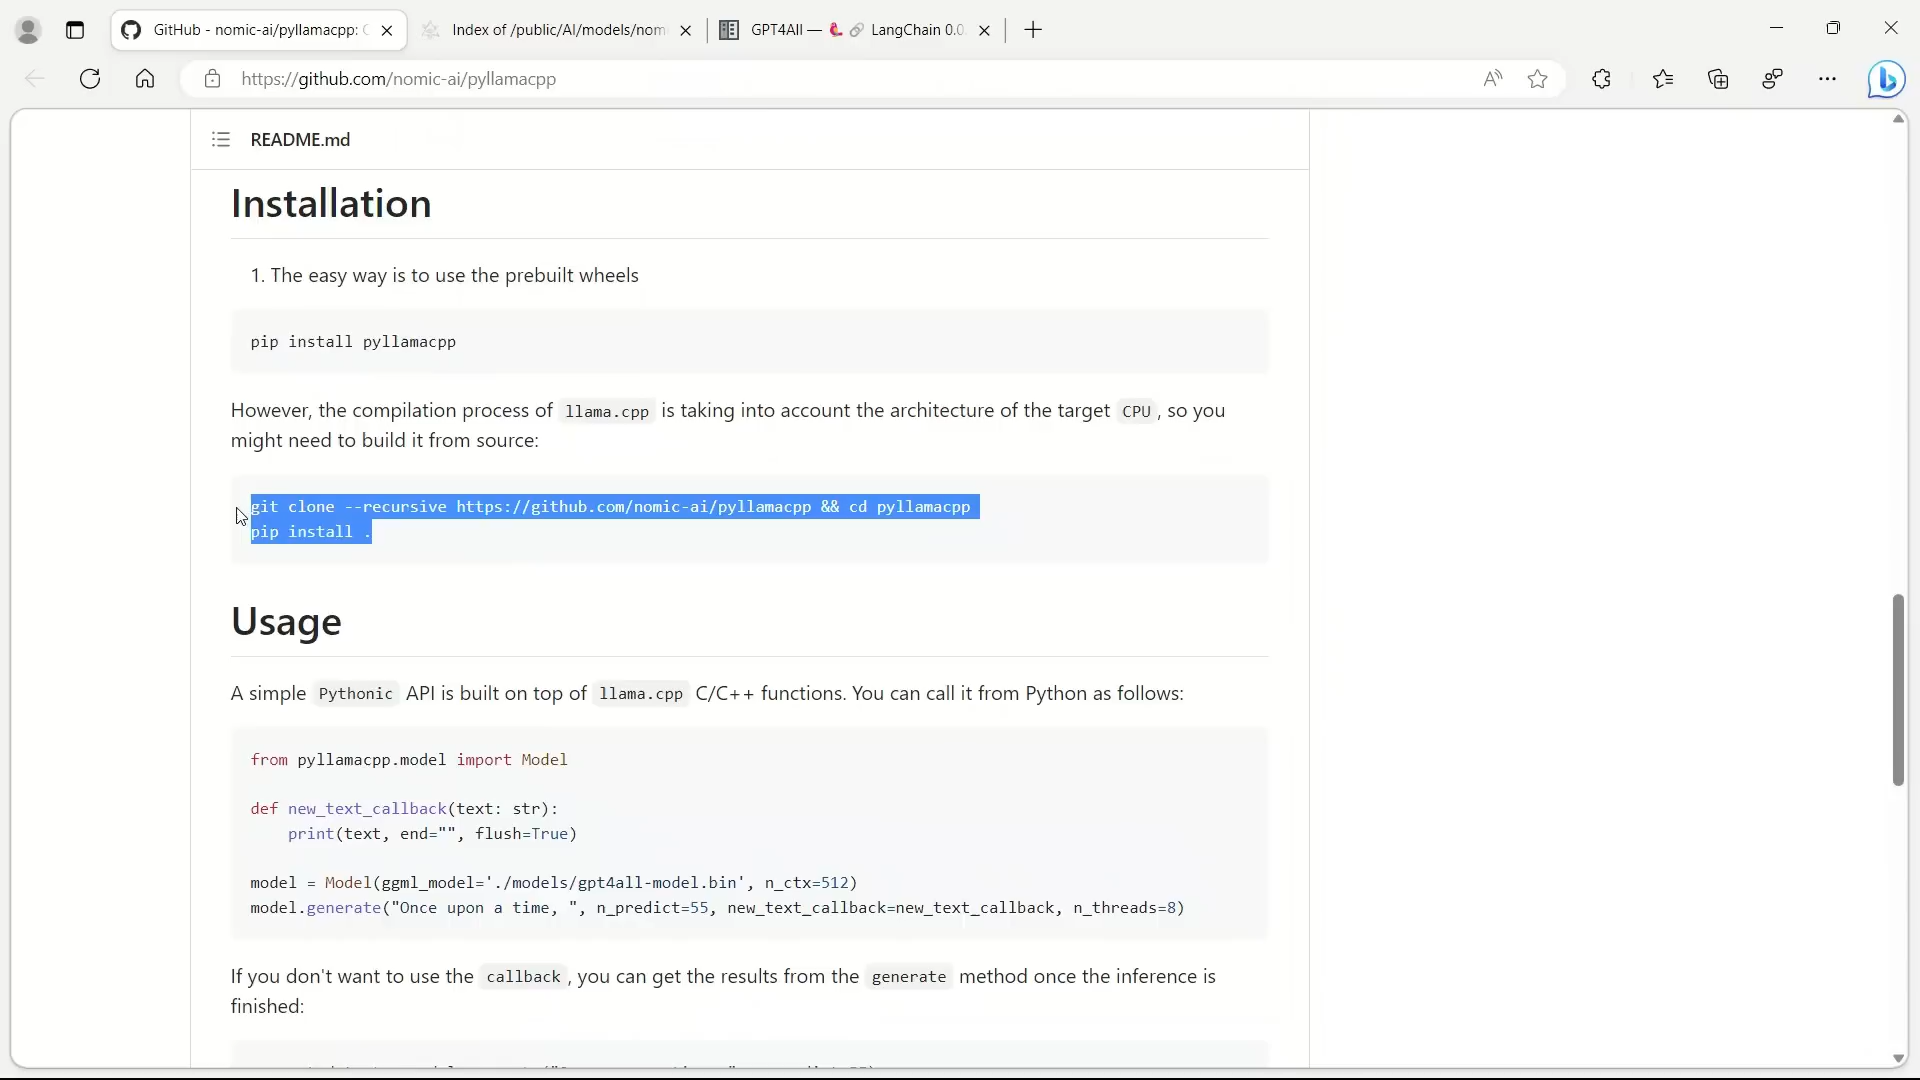 GitHub - nomic-ai/pyllamacpp:
Index of /public/AI/models/nom
GPT4All — 🦜🔗 LangChain 0.0.
https://github.com/nomic-ai/pyllamacpp
README.md
Installation
1. The easy way is to use the prebuilt wheels
pip install pyllamacpp
However, the compilation process of llama.cpp is taking into account the architecture of the target CPU, so you
might need to build it from source:
git clone --recursive https://github.com/nomic-ai/pyllamacpp && cd pyllamacpp
pip install .
Usage
A simple Pythonic API is built on top of llama.cpp C/C++ functions. You can call it from Python as follows:
from pyllamacpp.model import Model
def new_text_callback(text: str):
    print(text, end="", flush=True)
model = Model(ggml_model='./models/gpt4all-model.bin', n_ctx=512)
model.generate("Once upon a time, ", n_predict=55, new_text_callback=new_text_callback, n_threads=8)
If you don't want to use the callback, you can get the results from the generate method once the inference is
finished: